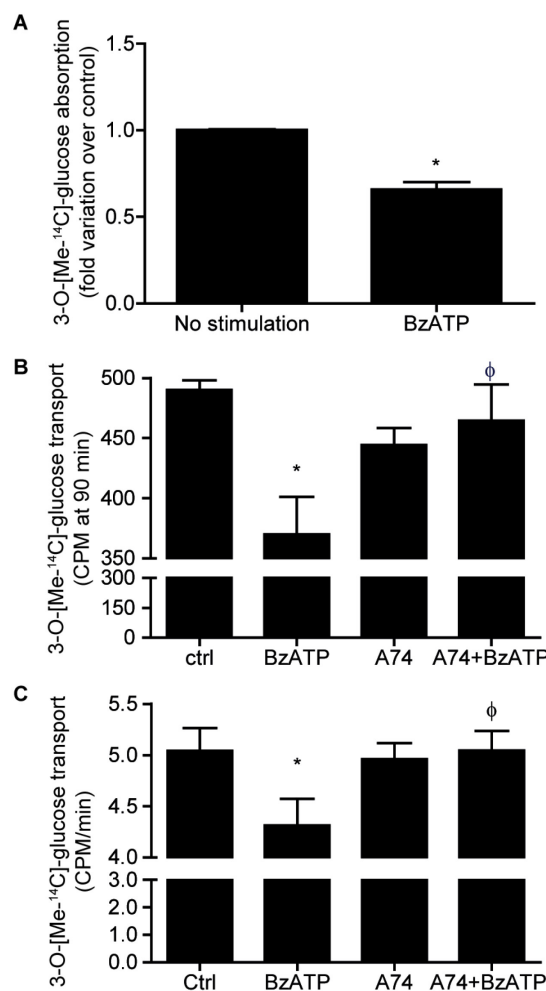 A
3-O-[Me-¹⁴C]-glucose absorption
(fold variation over control)
1.5
1.0
0.5
0.0
*
No stimulation
BzATP
B
3-O-[Me-¹⁴C]-glucose transport
(CPM at 90 min)
500
450
400
350
300
150
0
*
ϕ
ctrl
BzATP
A74
A74+BzATP
C
3-O-[Me-¹⁴C]-glucose transport
(CPM/min)
5.5
5.0
4.5
4.0
3.0
2.0
1.0
0.0
*
ϕ
Ctrl
BzATP
A74
A74+BzATP